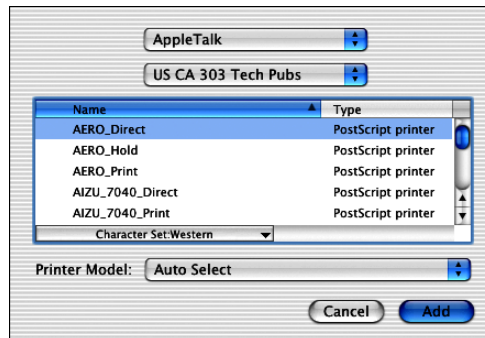 AppleTalk
US CA 303 Tech Pubs
Name Type
AERO_Direct PostScript printer
AERO_Hold PostScript printer
AERO_Print PostScript printer
AIZU_7040_Direct PostScript printer
AIZU_7040_Print PostScript printer
Character Set:Western
Printer Model: Auto Select
Cancel Add